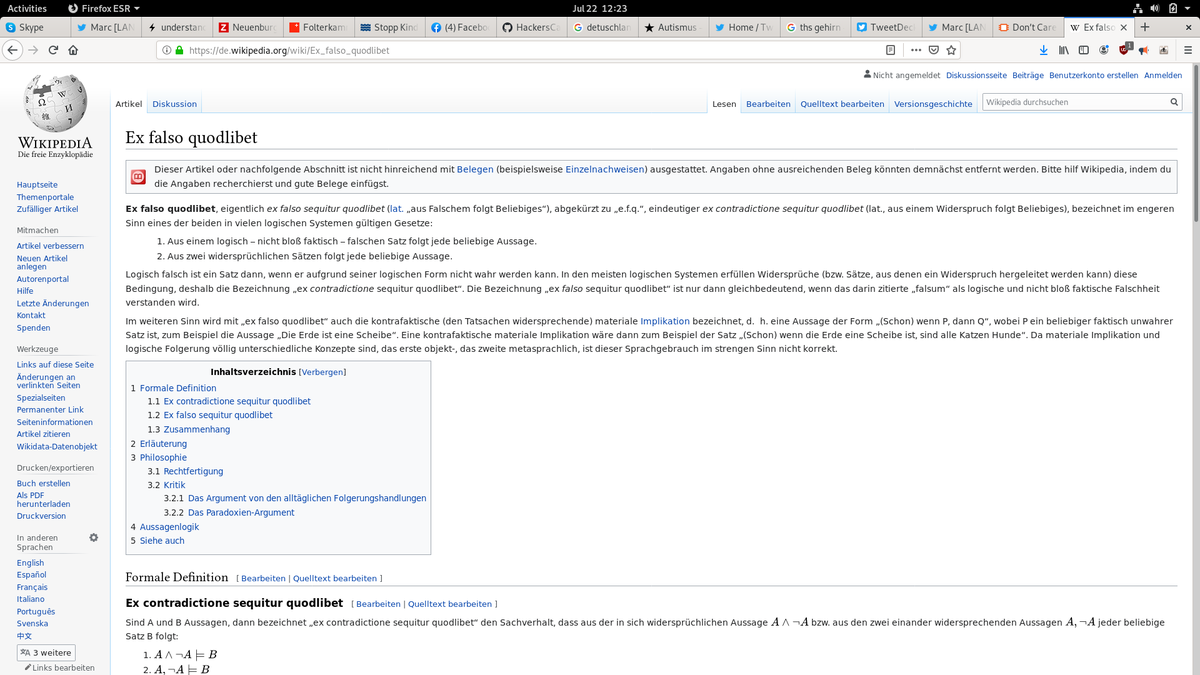 Activities Firefox ESR Jul 22 12:23
Skype Marc [LAN understand Neuenburg Folterkam Stopp Kind (4) Facebo HackersC detuschlan Autismus Home / Tw ths gehirn TweetDec Marc [LAN Don't Care Ex falso
https://de.wikipedia.org/wiki/Ex_falso_quodlibet
Nicht angemeldet Diskussionsseite Beiträge Benutzerkonto erstellen Anmelden
Artikel Diskussion Lesen Bearbeiten Quelltext bearbeiten Versionsgeschichte Wikipedia durchsuchen
WIKIPEDIA
Die freie Enzyklopädie
Hauptseite
Themenportale
Zufälliger Artikel
Mitmachen
Artikel verbessern
Neuen Artikel
anlegen
Autorenportal
Hilfe
Letzte Änderungen
Kontakt
Spenden
Werkzeuge
Links auf diese Seite
Änderungen an
verlinkten Seiten
Spezialseiten
Permanenter Link
Seiteninformationen
Artikel zitieren
Wikidata-Datenobjekt
Drucken/exportieren
Buch erstellen
Als PDF
herunterladen
Druckversion
In anderen
Sprachen
English
Español
Français
Italiano
Português
Svenska
中文
3 weitere
Links bearbeiten
Ex falso quodlibet
Dieser Artikel oder nachfolgende Abschnitt ist nicht hinreichend mit Belegen (beispielsweise Einzelnachweisen) ausgestattet. Angaben ohne ausreichenden Beleg könnten demnächst entfernt werden. Bitte hilf Wikipedia, indem du
die Angaben recherchierst und gute Belege einfügst.
Ex falso quodlibet, eigentlich ex falso sequitur quodlibet (lat. „aus Falschem folgt Beliebiges“), abgekürzt zu „e.f.q.“, eindeutiger ex contradictione sequitur quodlibet (lat., aus einem Widerspruch folgt Beliebiges), bezeichnet im engeren
Sinn eines der beiden in vielen logischen Systemen gültigen Gesetze:
1. Aus einem logisch – nicht bloß faktisch – falschen Satz folgt jede beliebige Aussage.
2. Aus zwei widersprüchlichen Sätzen folgt jede beliebige Aussage.
Logisch falsch ist ein Satz dann, wenn er aufgrund seiner logischen Form nicht wahr werden kann. In den meisten logischen Systemen erfüllen Widersprüche (bzw. Sätze, aus denen ein Widerspruch hergeleitet werden kann) diese
Bedingung, deshalb die Bezeichnung „ex contradictione sequitur quodlibet“. Die Bezeichnung „ex falso sequitur quodlibet“ ist nur dann gleichbedeutend, wenn das darin zitierte „falsum“ als logische und nicht bloß faktische Falschheit
verstanden wird.
Im weiteren Sinn wird mit „ex falso quodlibet“ auch die kontrafaktische (den Tatsachen widersprechende) materiale Implikation bezeichnet, d. h. eine Aussage der Form „(Schon) wenn P, dann Q“, wobei P ein beliebiger faktisch unwahrer
Satz ist, zum Beispiel die Aussage „Die Erde ist eine Scheibe“. Eine kontrafaktische materiale Implikation wäre dann zum Beispiel der Satz „(Schon) wenn die Erde eine Scheibe ist, sind alle Katzen Hunde“. Da materiale Implikation und
logische Folgerung völlig unterschiedliche Konzepte sind, das erste objekt-, das zweite metasprachlich, ist dieser Sprachgebrauch im strengen Sinn nicht korrekt.
Inhaltsverzeichnis [Verbergen]
1 Formale Definition
1.1 Ex contradictione sequitur quodlibet
1.2 Ex falso sequitur quodlibet
1.3 Zusammenhang
2 Erläuterung
3 Philosophie
3.1 Rechtfertigung
3.2 Kritik
3.2.1 Das Argument von den alltäglichen Folgerungshandlungen
3.2.2 Das Paradoxien-Argument
4 Aussagenlogik
5 Siehe auch
Formale Definition [ Bearbeiten | Quelltext bearbeiten ]
Ex contradictione sequitur quodlibet [ Bearbeiten | Quelltext bearbeiten ]
Sind A und B Aussagen, dann bezeichnet „ex contradictione sequitur quodlibet“ den Sachverhalt, dass aus der in sich widersprüchlichen Aussage A ∧ ¬A bzw. aus den zwei einander widersprechenden Aussagen A, ¬A jeder beliebige
Satz B folgt:
1. A ∧ ¬A ⊨ B
2. A, ¬A ⊨ B